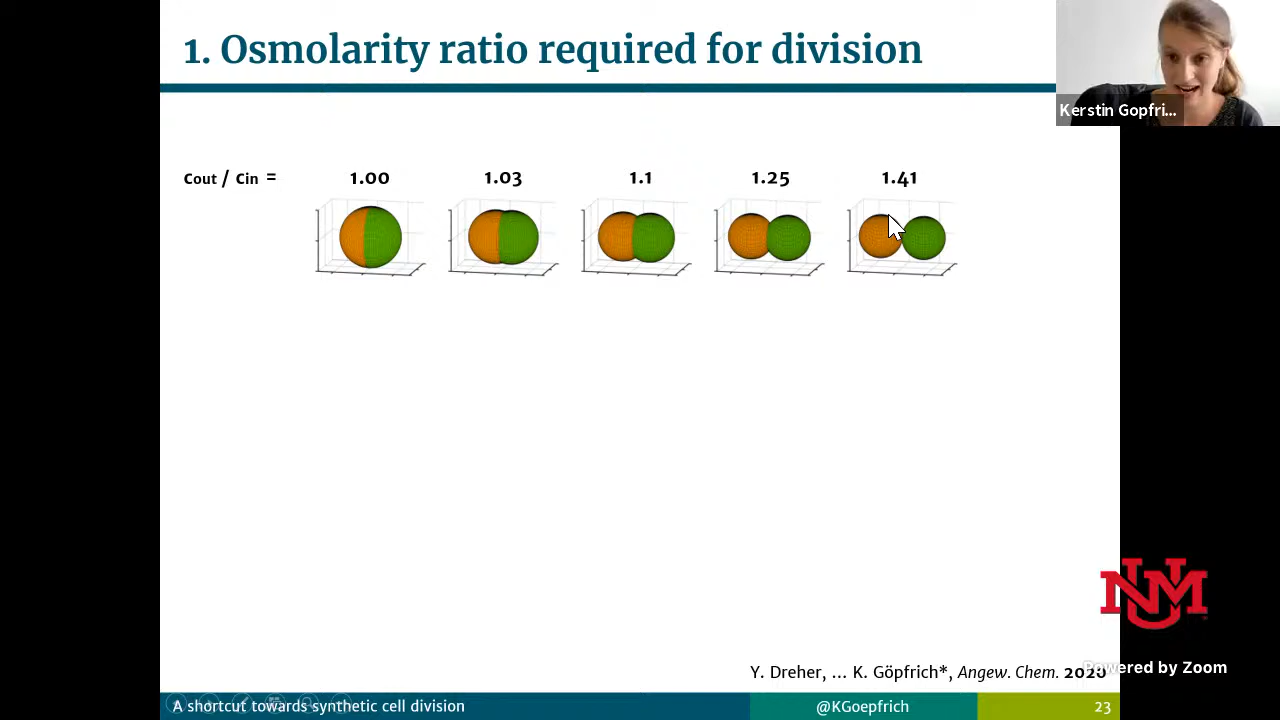 1. Osmolarity ratio required for division
Kerstin Gopfri...
Cout / Cin = 1.00 1.03 1.1 1.25 1.41
UNM
Y. Dreher, ... K. Göpfrich*, Angew. Chem. 2020
Powered by Zoom
A shortcut towards synthetic cell division @KGoepfrich 23